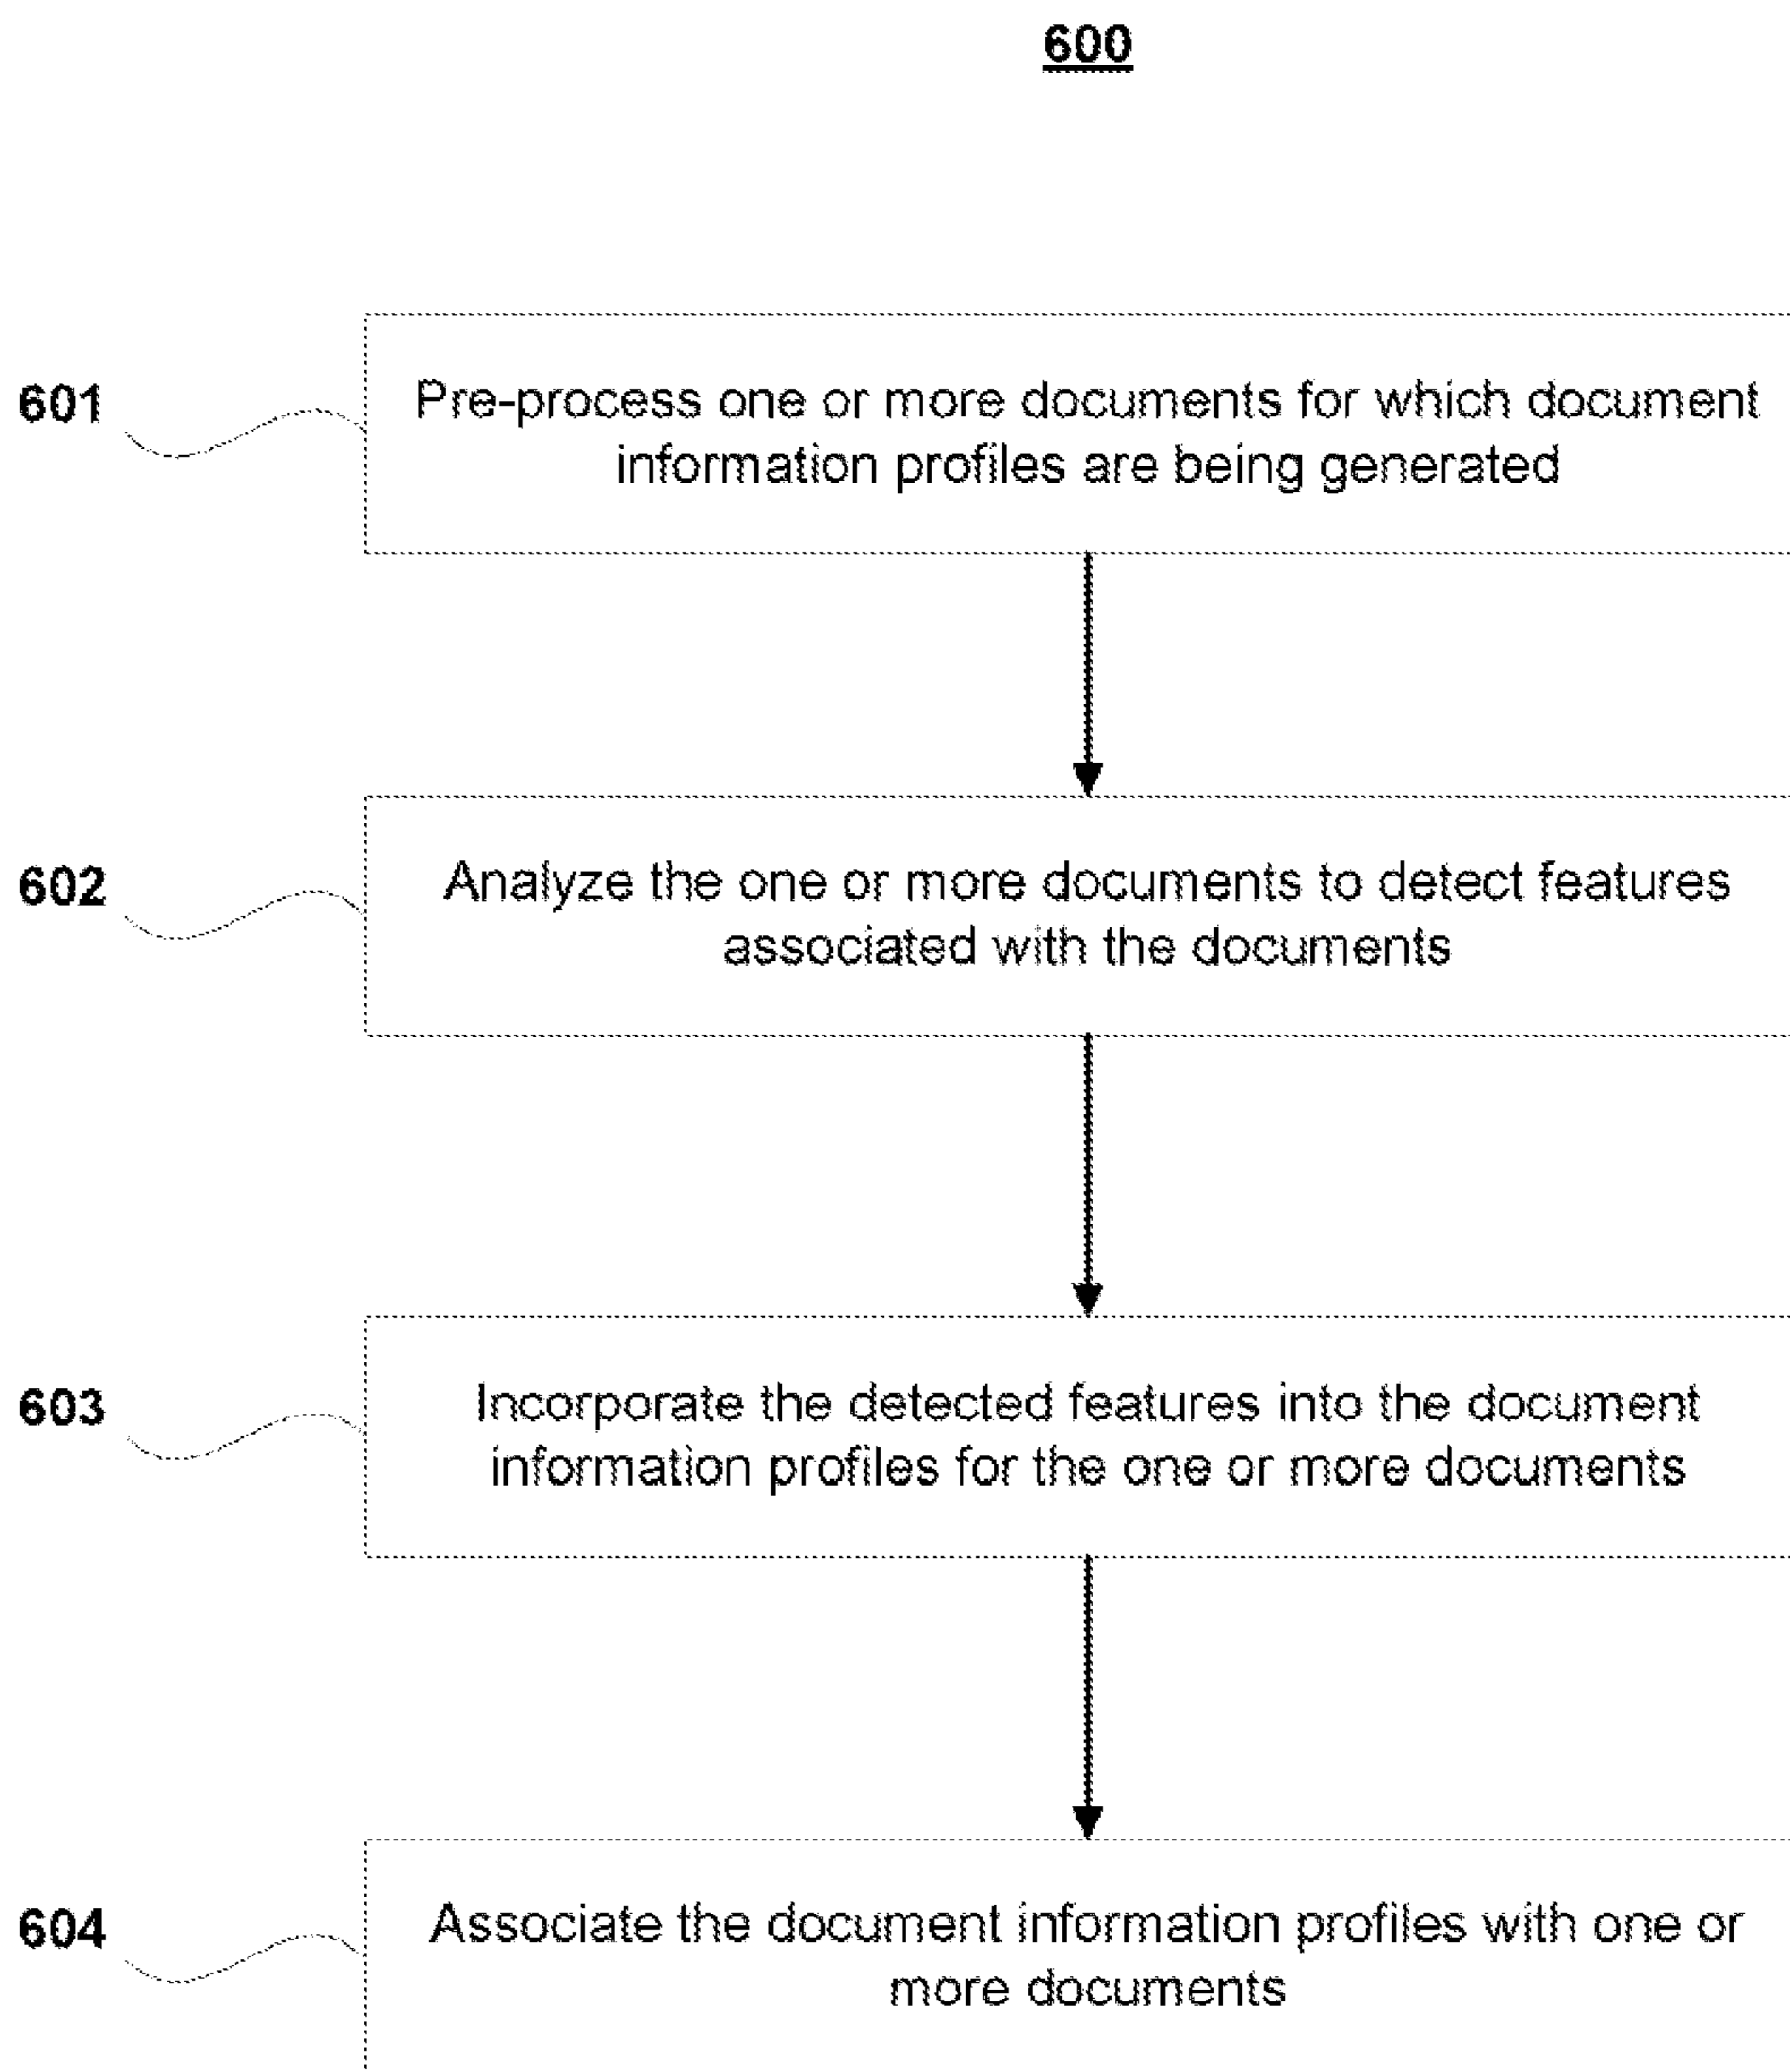 600
601
Pre-process one or more documents for which document
information profiles are being generated
602
Analyze the one or more documents to detect features
associated with the documents
603
Incorporate the detected features into the document
information profiles for the one or more documents
604
Associate the document information profiles with one or
more documents